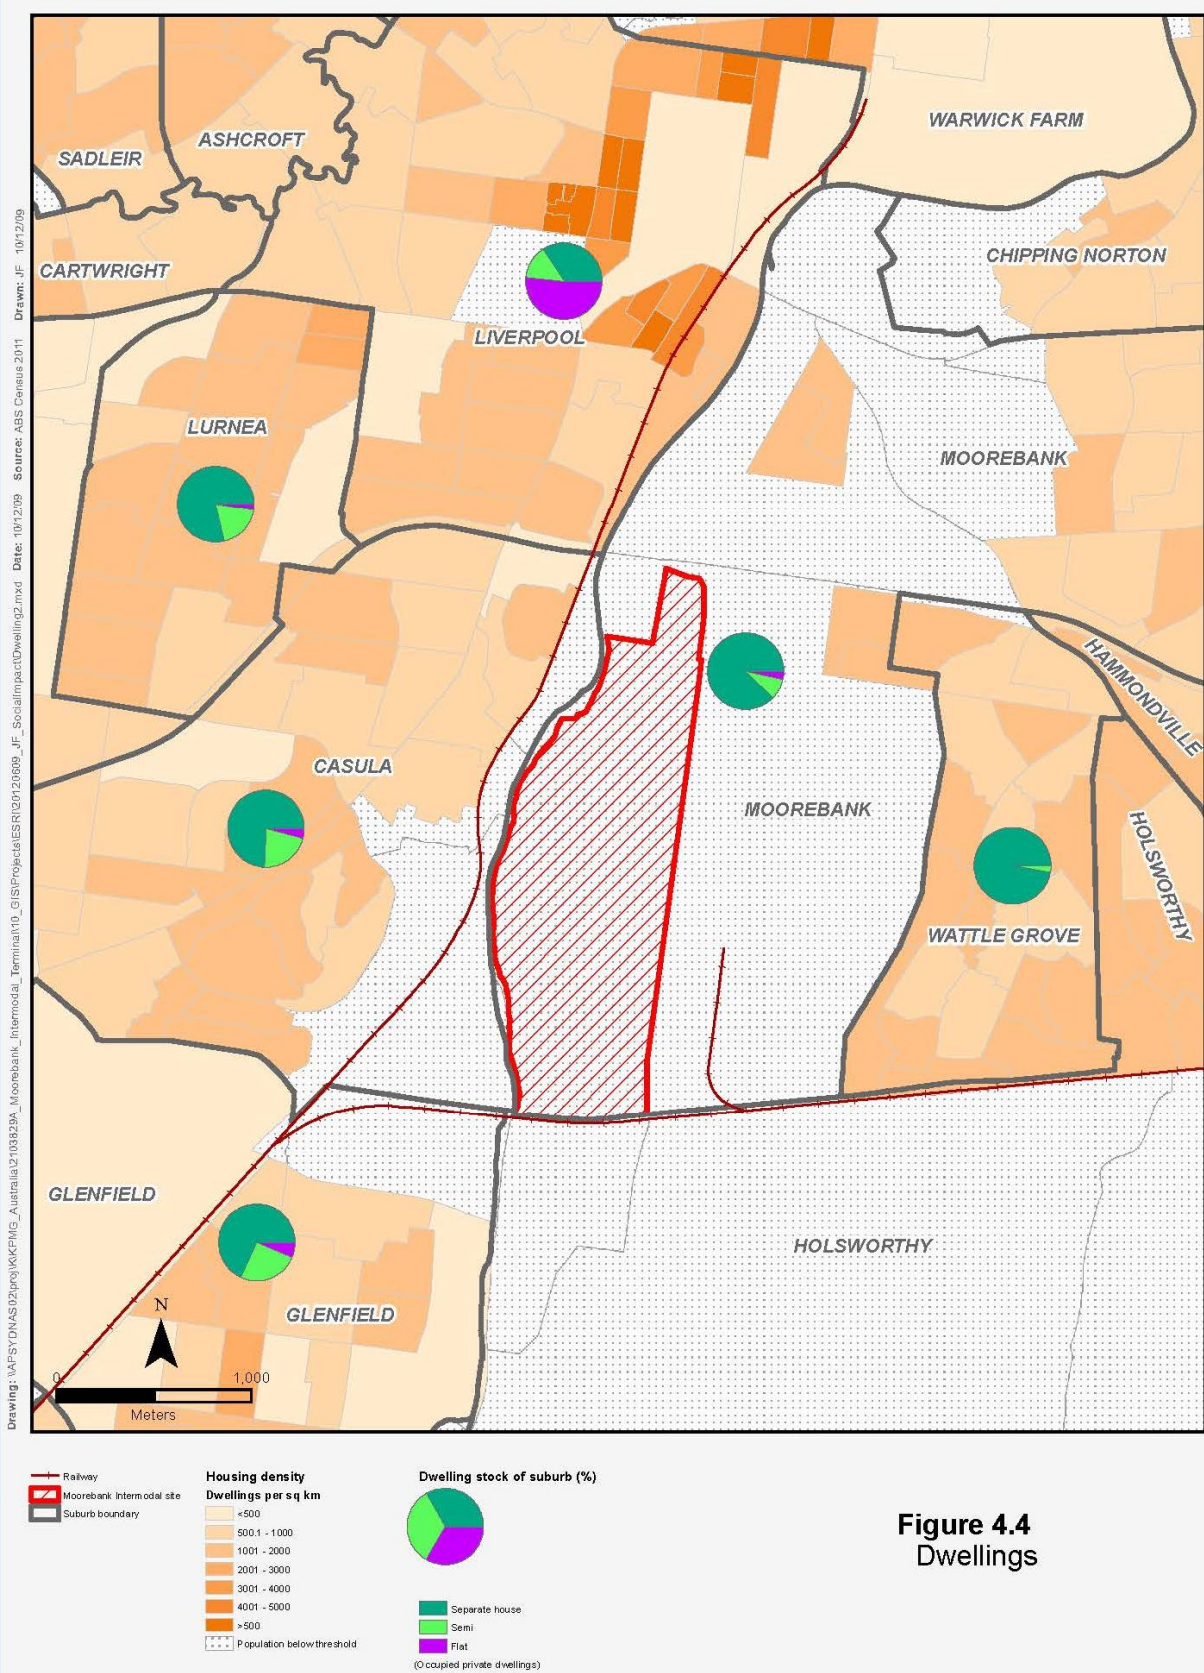 Drawing: \\APSYDNAS02\proj\K\KPMG_Australia\2103829A_Moorebank_Intermodal_Terminal\10_GIS\Projects\ESRI\20120609_JF_SocialImpact\Dwelling2.mxd Date: 10/12/09 Source: ABS Census 2011 Drawn: JF 10/12/09
WARWICK FARM
ASHCROFT
SADLEIR
CHIPPING NORTON
CARTWRIGHT
LIVERPOOL
LURNEA
MOOREBANK
HAMMONDVILLE
CASULA
MOOREBANK
HOLSWORTHY
WATTLE GROVE
GLENFIELD
HOLSWORTHY
GLENFIELD
N
0 1,000
Meters
Railway
Moorebank Intermodal site
Suburb boundary
Housing density
Dwellings per sq km
<500
500.1 - 1000
1001 - 2000
2001 - 3000
3001 - 4000
4001 - 5000
>500
Population below threshold
Dwelling stock of suburb (%)
Separate house
Semi
Flat
(Occupied private dwellings)
Figure 4.4
Dwellings